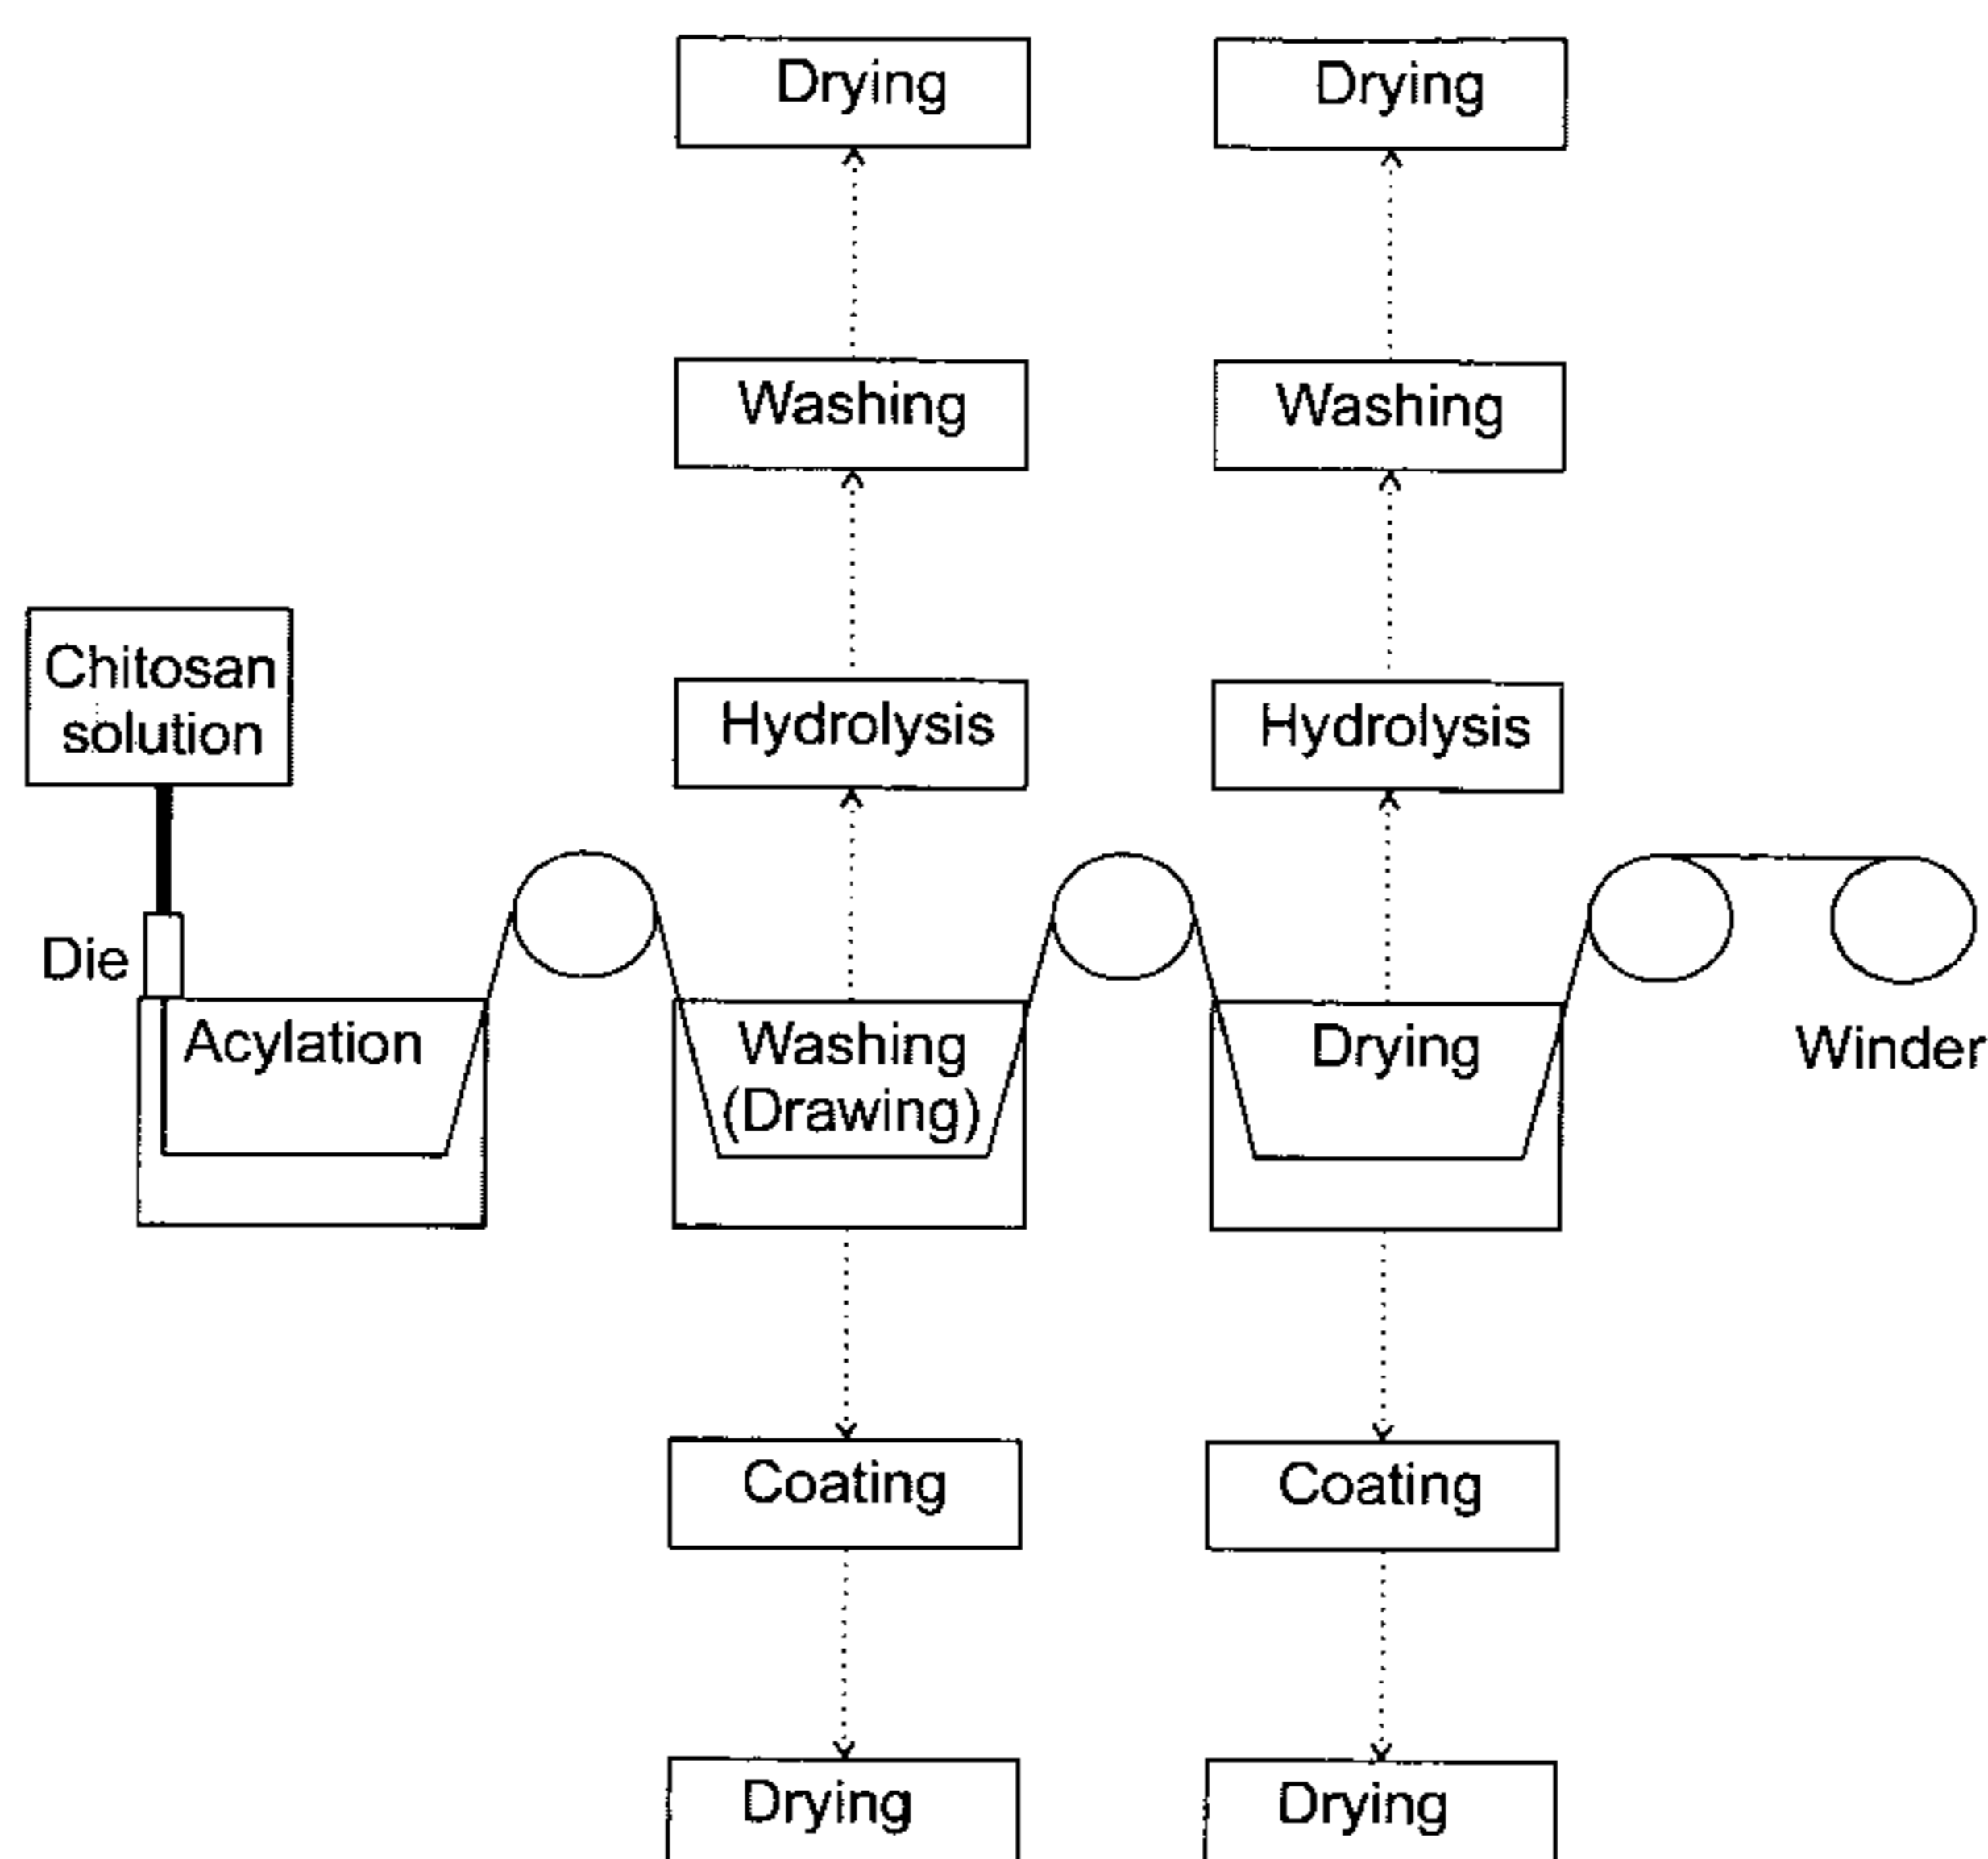 Drying
Drying
Washing
Washing
Chitosan
solution
Hydrolysis
Hydrolysis
Die
Acylation
Washing
(Drawing)
Drying
Winder
Coating
Coating
Drying
Drying